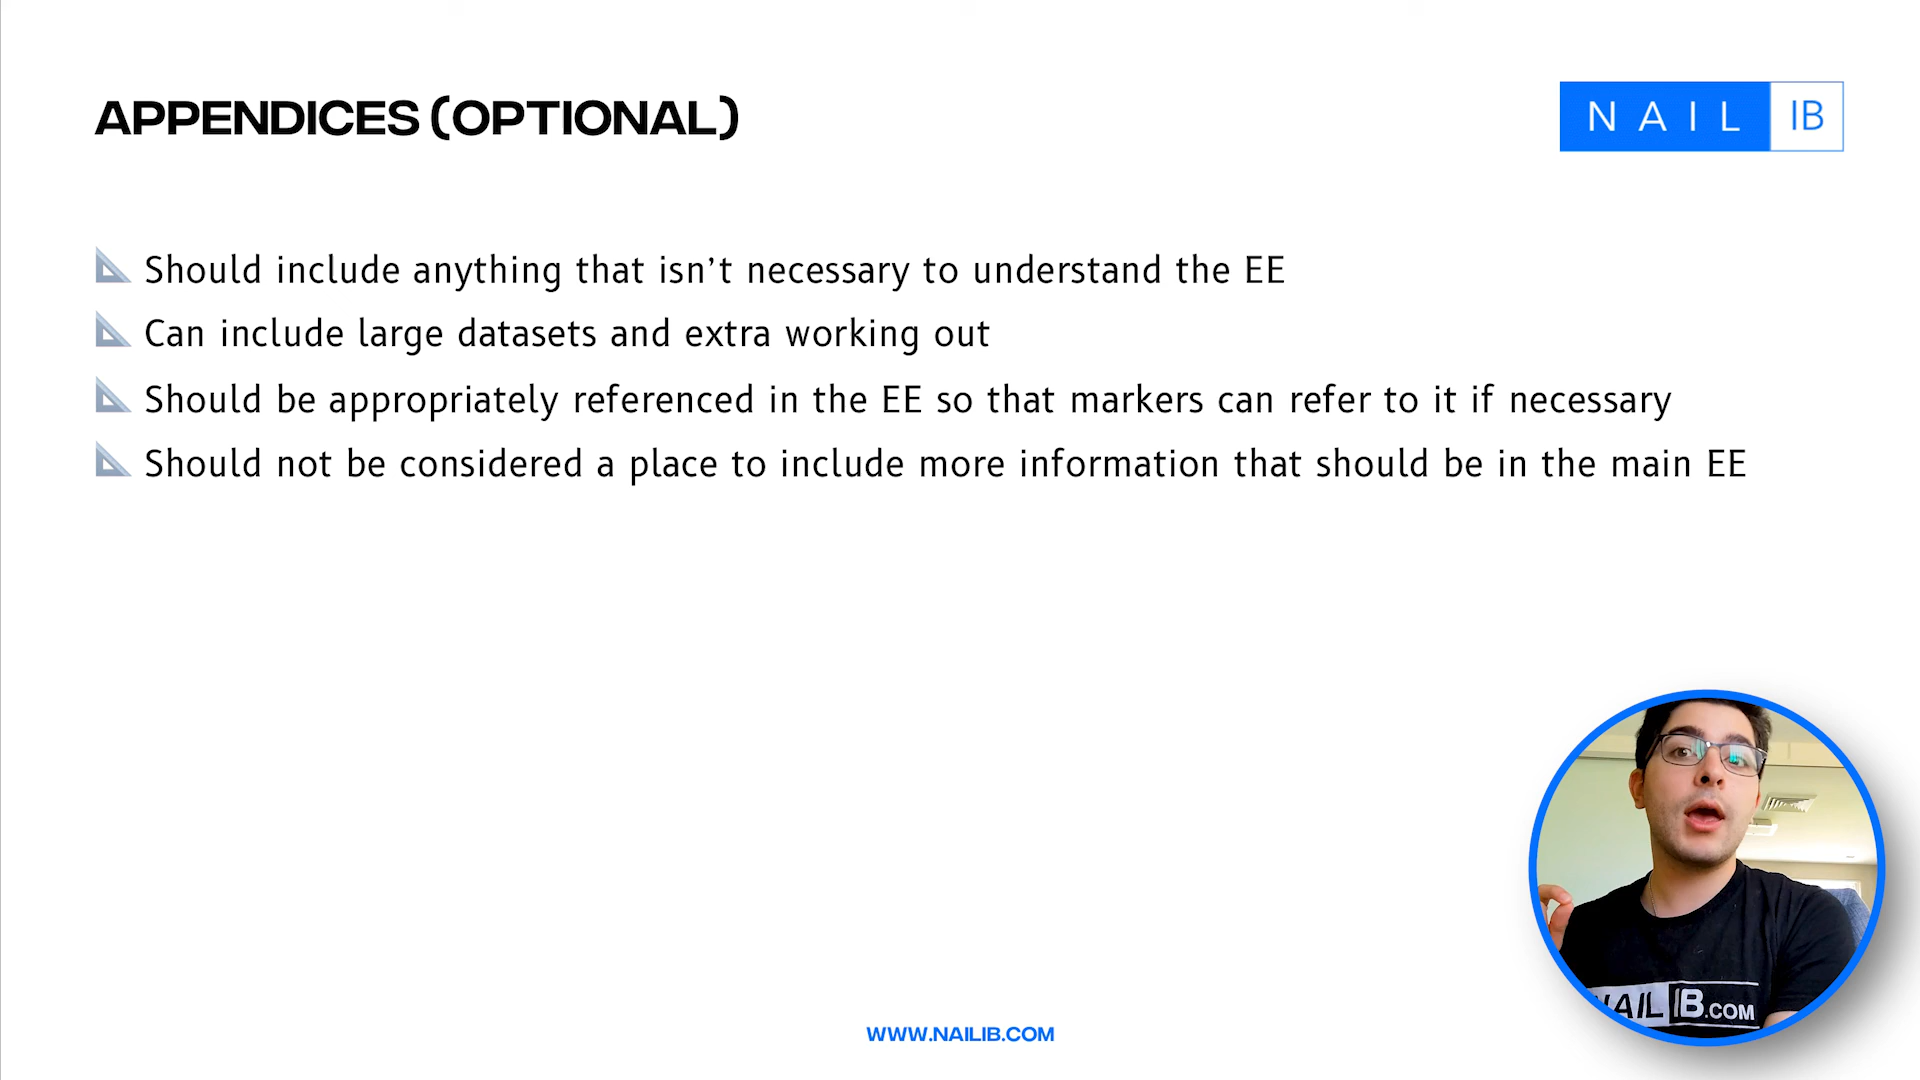 APPENDICES (OPTIONAL)
NAIL IB
Should include anything that isn’t necessary to understand the EE
Can include large datasets and extra working out
Should be appropriately referenced in the EE so that markers can refer to it if necessary
Should not be considered a place to include more information that should be in the main EE
NAIL IB.COM
WWW.NAILIB.COM